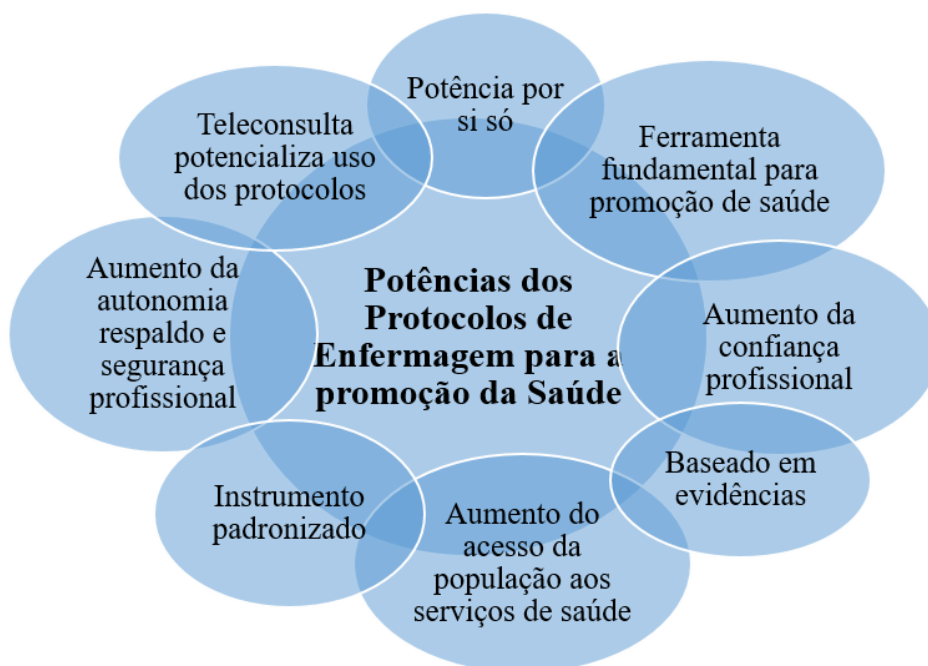 Potência por
si só
Ferramenta
fundamental para
promoção de saúde
Aumento da
confiança
profissional
Baseado em
evidências
Aumento do
acesso da
população aos
serviços de saúde
Instrumento
padronizado
Aumento da
autonomia
respaldo e
segurança
profissional
Teleconsulta
potencializa uso
dos protocolos
Potências dos
Protocolos de
Enfermagem para a
promoção da Saúde